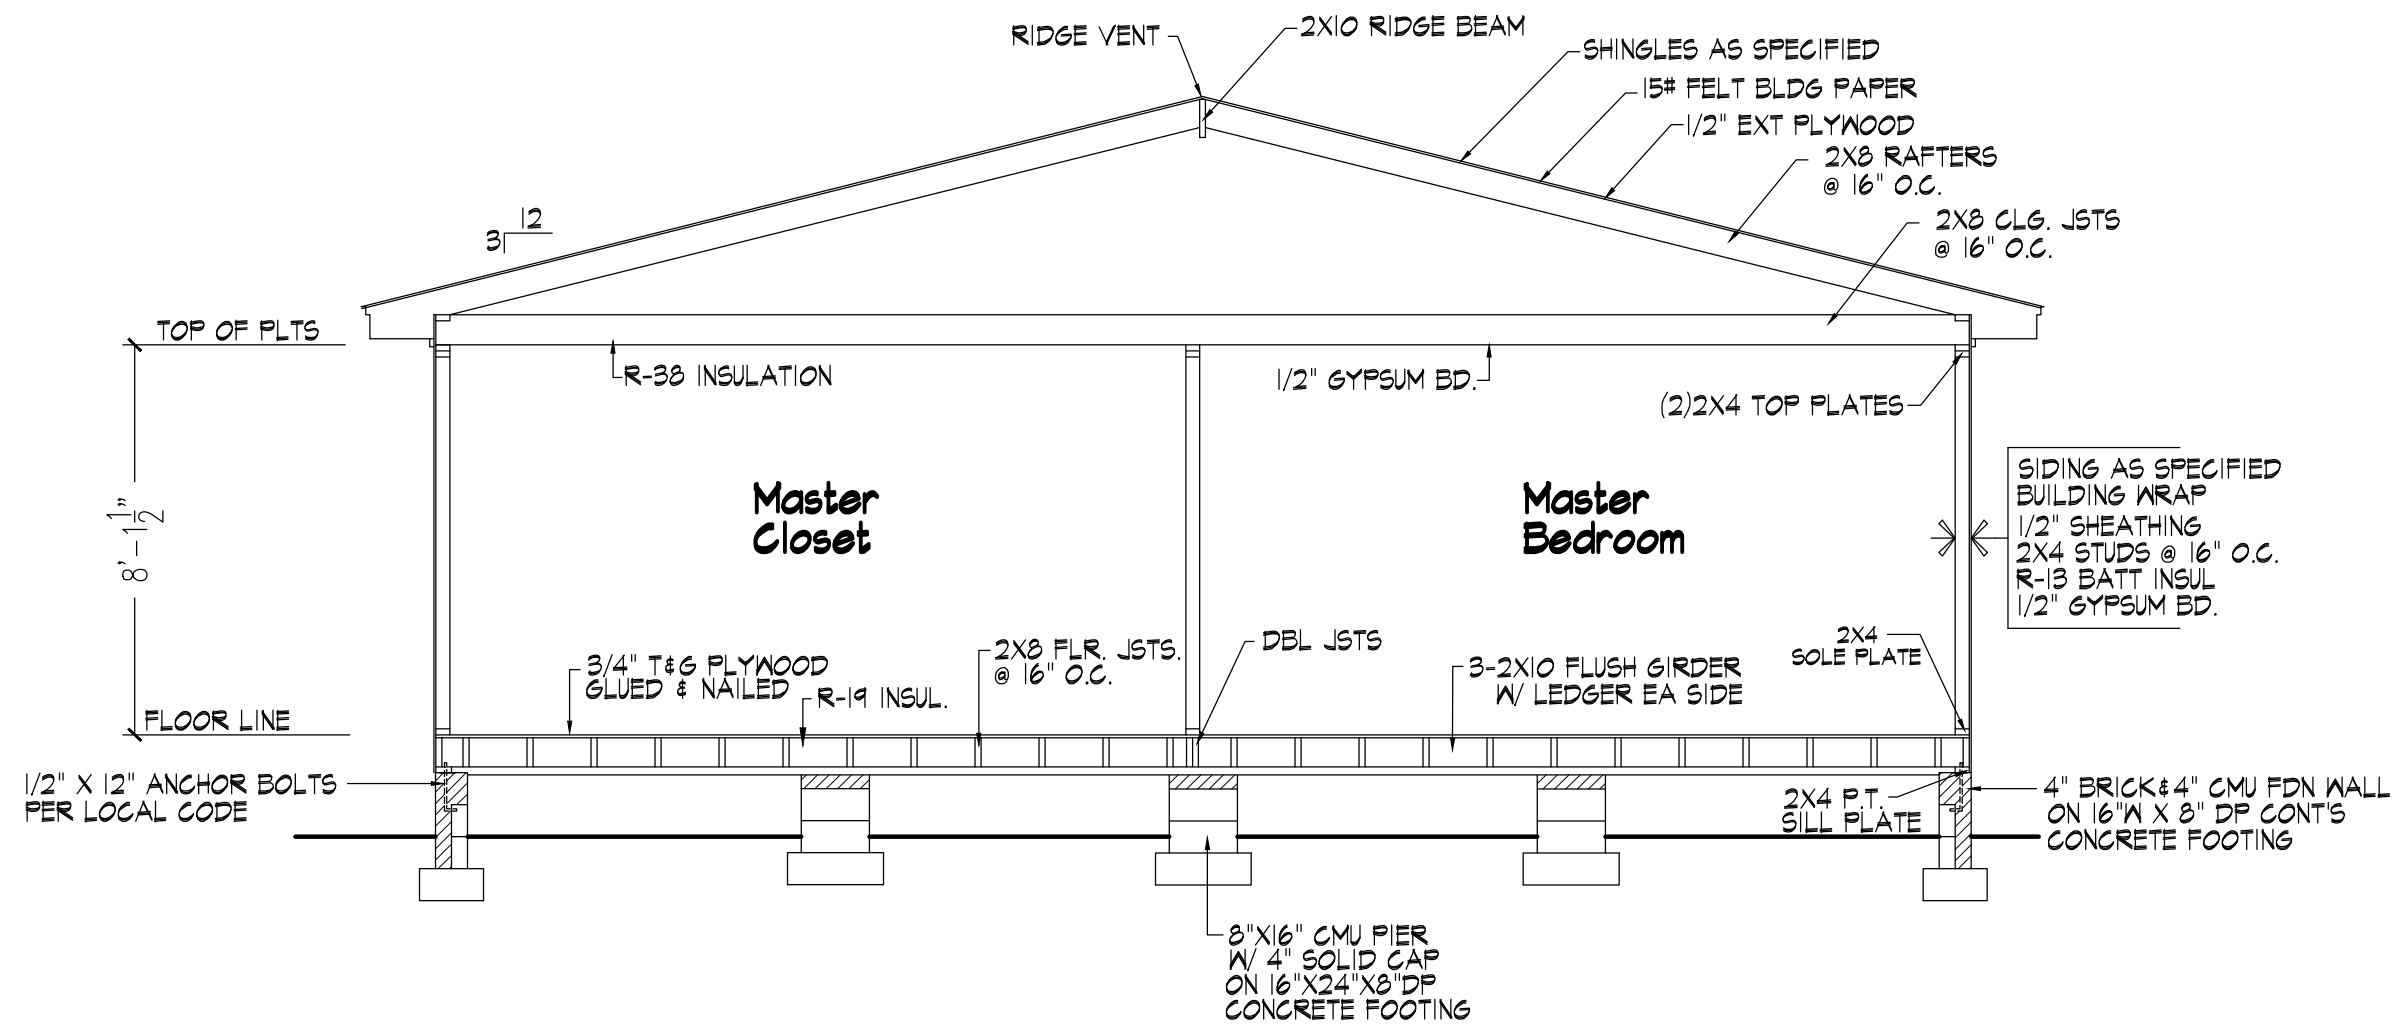 RIDGE VENT
2X10 RIDGE BEAM
SHINGLES AS SPECIFIED
15# FELT BLDG PAPER
1/2" EXT PLYWOOD
2X8 RAFTERS
@ 16" O.C.
12
3
2X8 CLG. JSTS
@ 16" O.C.
TOP OF PLTS
R-38 INSULATION
1/2" GYPSUM BD.
(2)2X4 TOP PLATES
8'-1 1/2"
Master
Closet
Master
Bedroom
SIDING AS SPECIFIED
BUILDING WRAP
1/2" SHEATHING
2X4 STUDS @ 16" O.C.
R-13 BATT INSUL
1/2" GYPSUM BD.
3/4" T&G PLYWOOD
GLUED & NAILED
R-19 INSUL.
2X8 FLR. JSTS.
@ 16" O.C.
DBL JSTS
3-2X10 FLUSH GIRDER
W/ LEDGER EA SIDE
2X4
SOLE PLATE
FLOOR LINE
1/2" X 12" ANCHOR BOLTS
PER LOCAL CODE
2X4 P.T.
SILL PLATE
4" BRICK&4" CMU FDN WALL
ON 16"W X 8" DP CONT'S
CONCRETE FOOTING
8"X16" CMU PIER
W/ 4" SOLID CAP
ON 16"X24"X8"DP
CONCRETE FOOTING